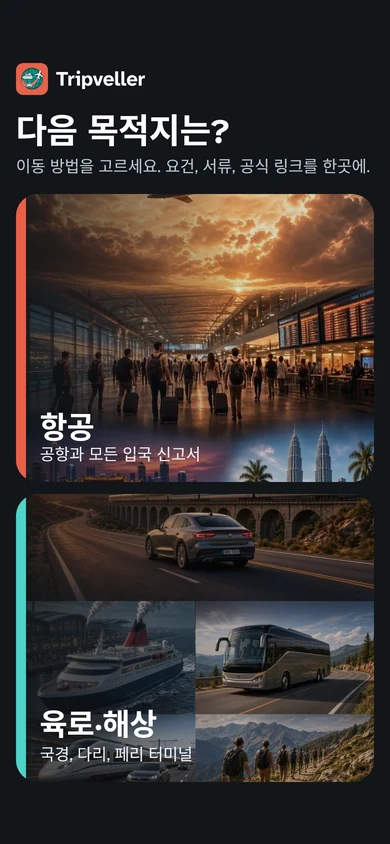 Tripveller
다음 목적지는?
이동 방법을 고르세요. 요건, 서류, 공식 링크를 한곳에.
항공
공항과 모든 입국 신고서
육로·해상
국경, 다리, 페리 터미널